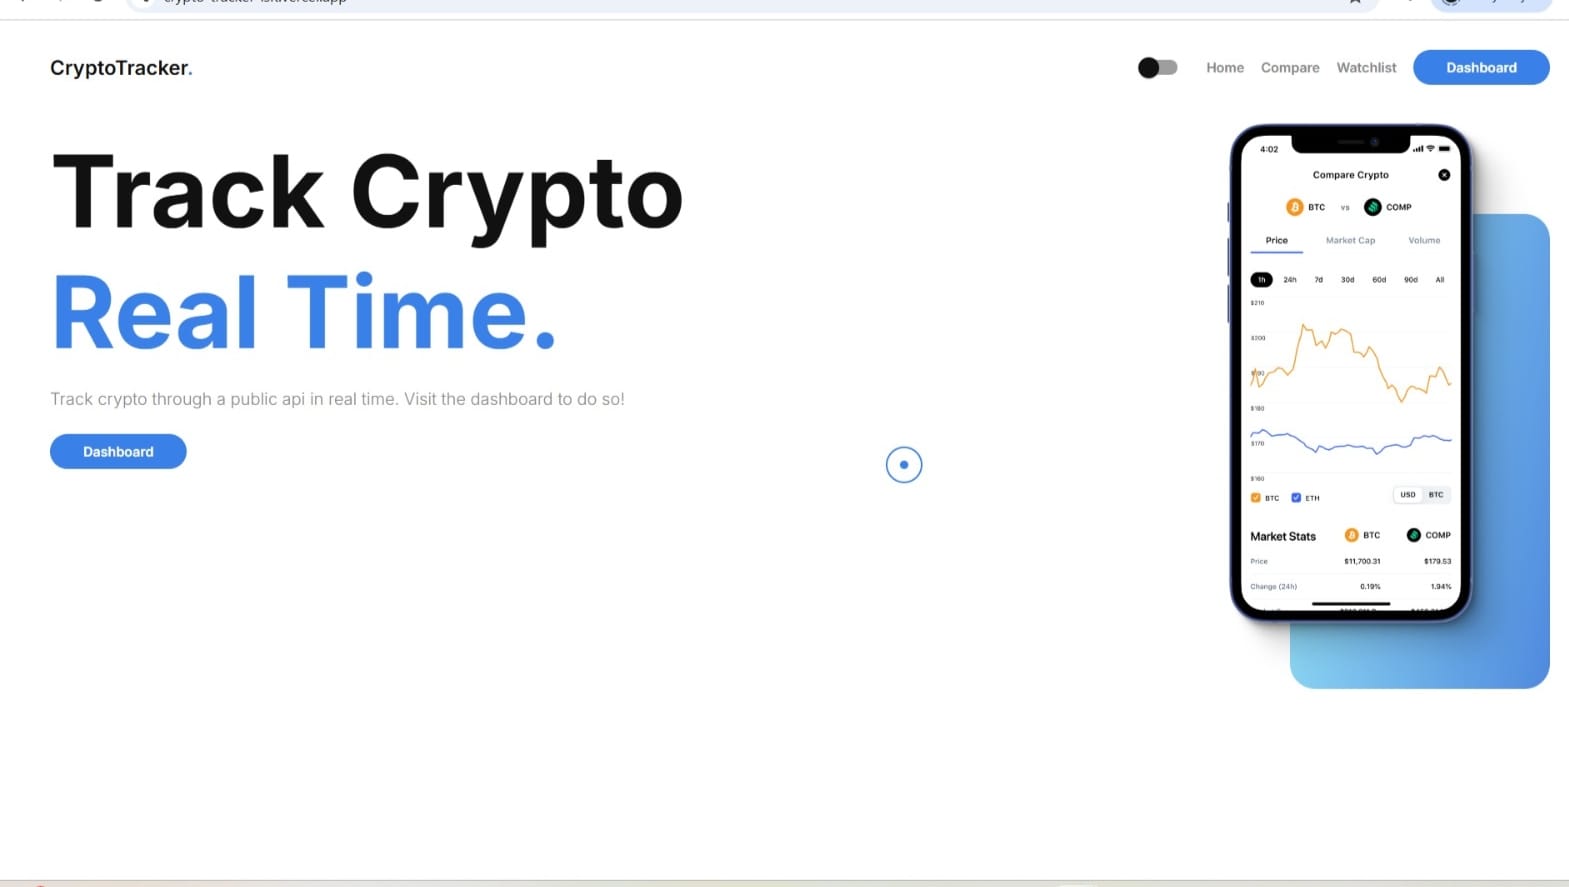 CryptoTracker.
Home Compare Watchlist Dashboard
Track Crypto
Real Time.
Track crypto through a public api in real time. Visit the dashboard to do so!
Dashboard
4:02
Compare Crypto
BTC vs COMP
Price Market Cap Volume
1h 24h 7d 30d 60d 90d All
$210
$200
$180
$170
$160
BTC ETH USD BTC
Market Stats BTC COMP
Price $11,700.31 $179.53
Change (24h) 0.19% 1.94%